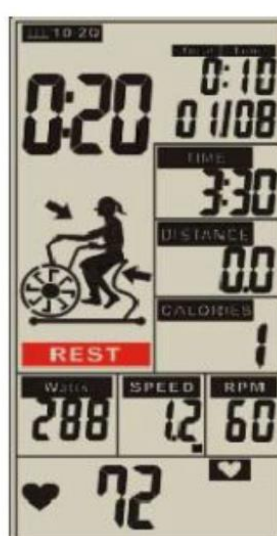 10-20
0:20
0:10
01/08
TIME
3:30
DISTANCE
0.0
CALORIES
1
REST
Watts
288
SPEED
1.2
RPM
60
72